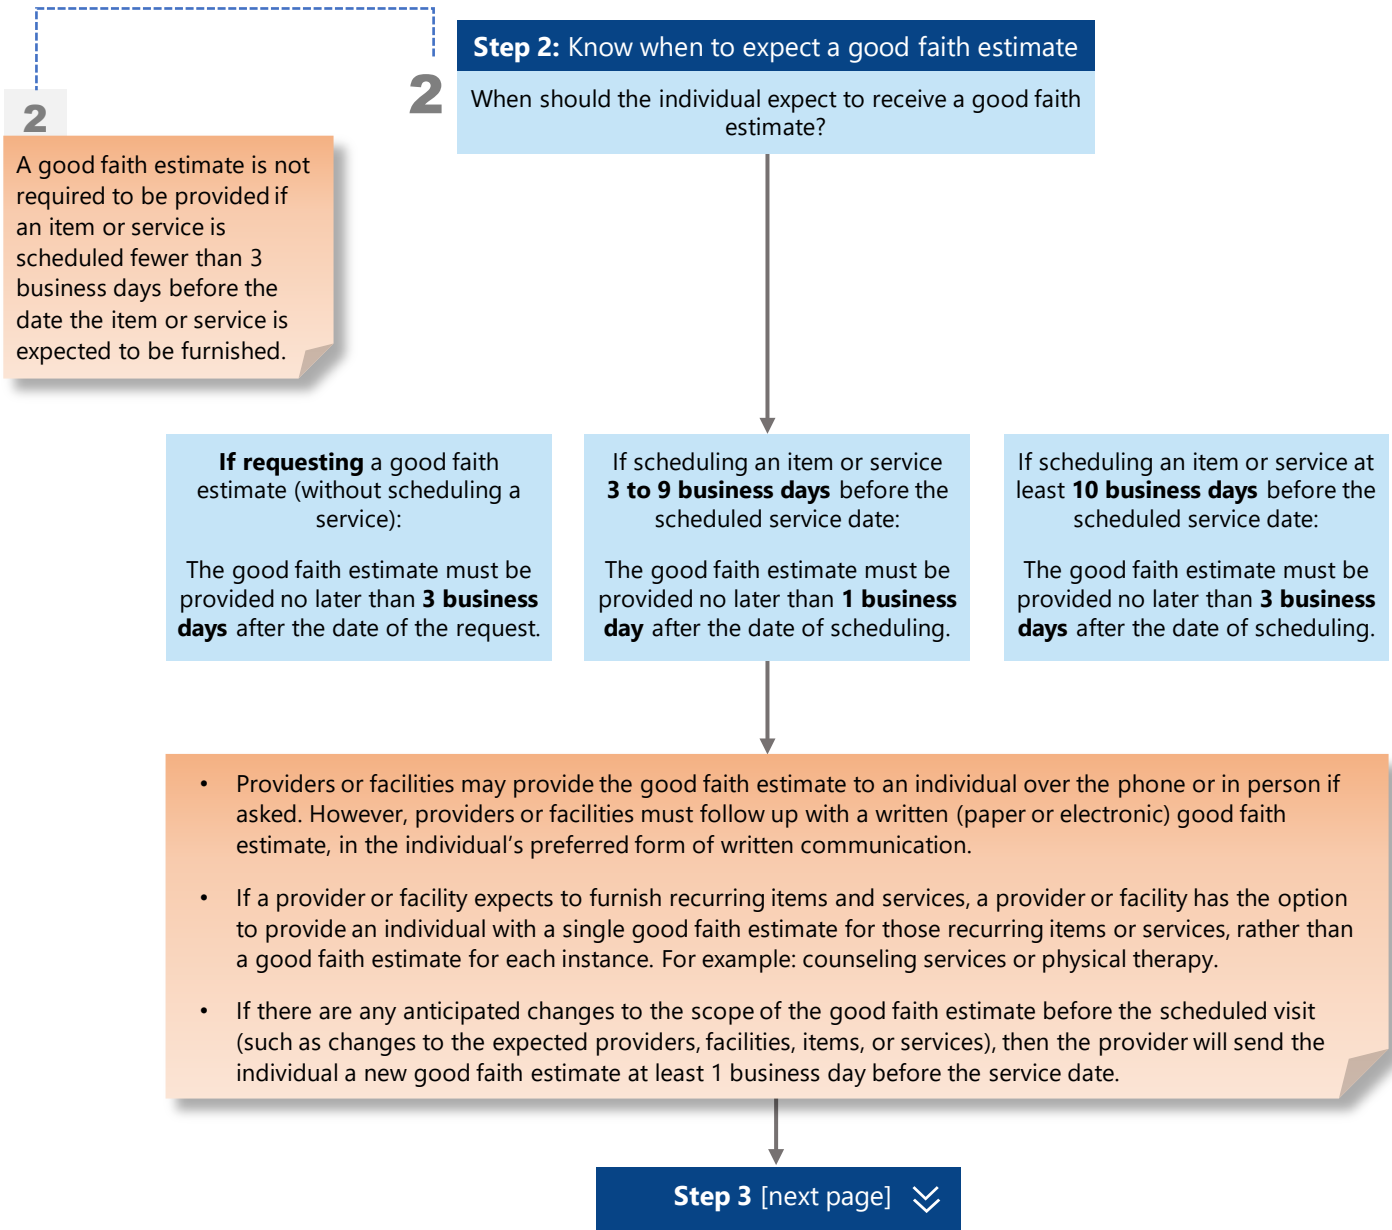 Step 2: Know when to expect a good faith estimate
2
When should the individual expect to receive a good faith
estimate?
2
A good faith estimate is not
required to be provided if
an item or service is
scheduled fewer than 3
business days before the
date the item or service is
expected to be furnished.
If requesting a good faith
estimate (without scheduling a
service):
The good faith estimate must be
provided no later than 3 business
days after the date of the request.
If scheduling an item or service
3 to 9 business days before the
scheduled service date:
The good faith estimate must be
provided no later than 1 business
day after the date of scheduling.
If scheduling an item or service at
least 10 business days before the
scheduled service date:
The good faith estimate must be
provided no later than 3 business
days after the date of scheduling.
• Providers or facilities may provide the good faith estimate to an individual over the phone or in person if
asked. However, providers or facilities must follow up with a written (paper or electronic) good faith
estimate, in the individual’s preferred form of written communication.
• If a provider or facility expects to furnish recurring items and services, a provider or facility has the option
to provide an individual with a single good faith estimate for those recurring items or services, rather than
a good faith estimate for each instance. For example: counseling services or physical therapy.
• If there are any anticipated changes to the scope of the good faith estimate before the scheduled visit
(such as changes to the expected providers, facilities, items, or services), then the provider will send the
individual a new good faith estimate at least 1 business day before the service date.
Step 3 [next page]